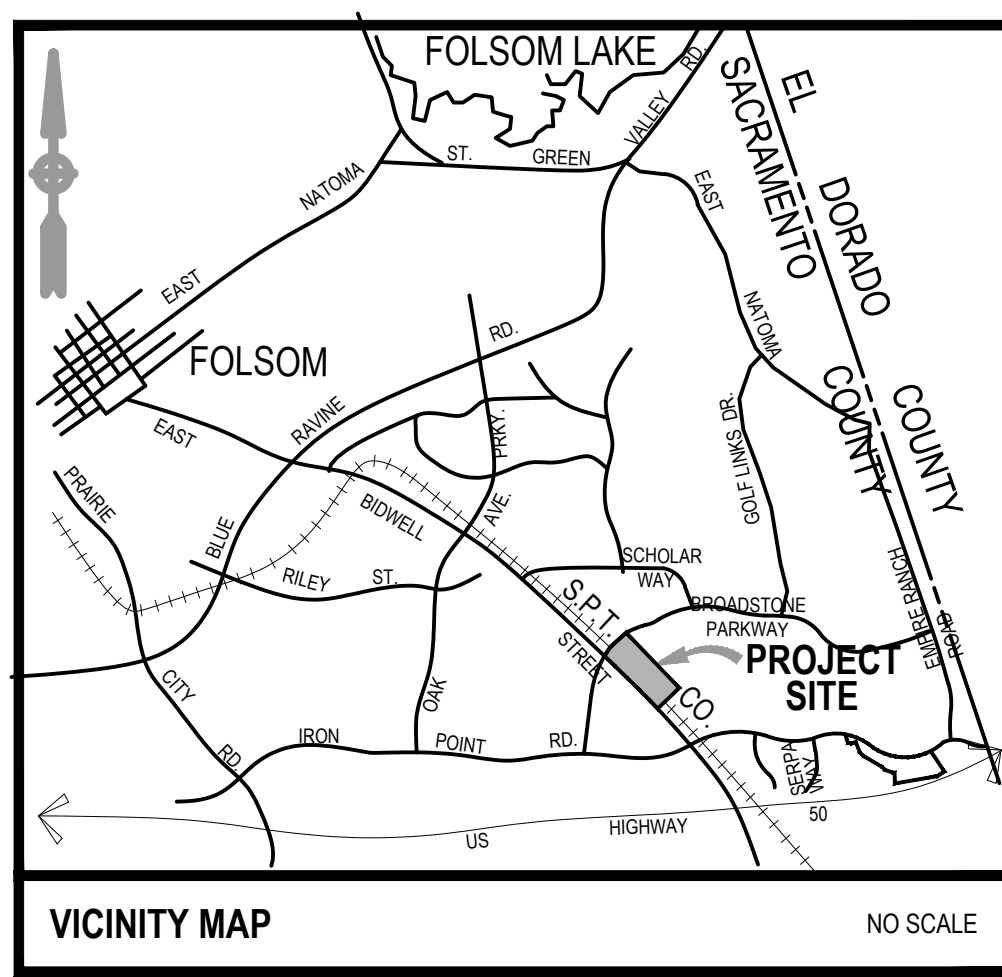 FOLSOM LAKE
RD.
VALLEY
GREEN
ST.
NATOMA
EAST
EAST
NATOMA
EL DORADO COUNTY
SACRAMENTO COUNTY
FOLSOM
RD.
RAVINE
BLUE
EAST
BIDWELL
STREET
PRAIRIE
CITY
RD.
PRKY.
AVE.
OAK
GOLF LINKS DR.
RILEY ST.
SCHOLAR
WAY
S.P.T. CO.
BROADSTONE
PARKWAY
EMPIRE RANCH
ROAD
PROJECT
SITE
IRON POINT RD.
SERPA
WAY
US HIGHWAY 50
VICINITY MAP
NO SCALE